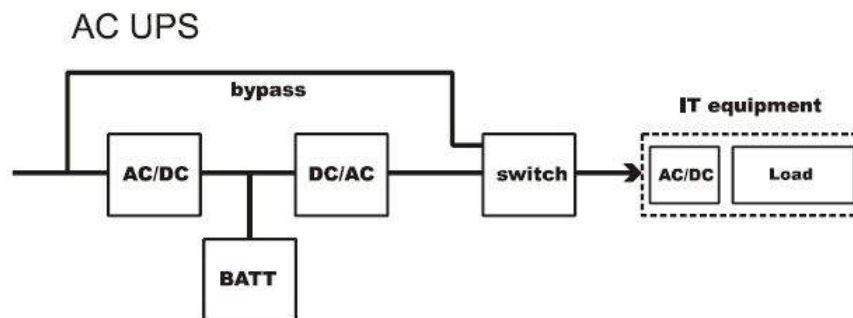 AC UPS
bypass
IT equipment
AC/DC
DC/AC
switch
AC/DC
Load
BATT